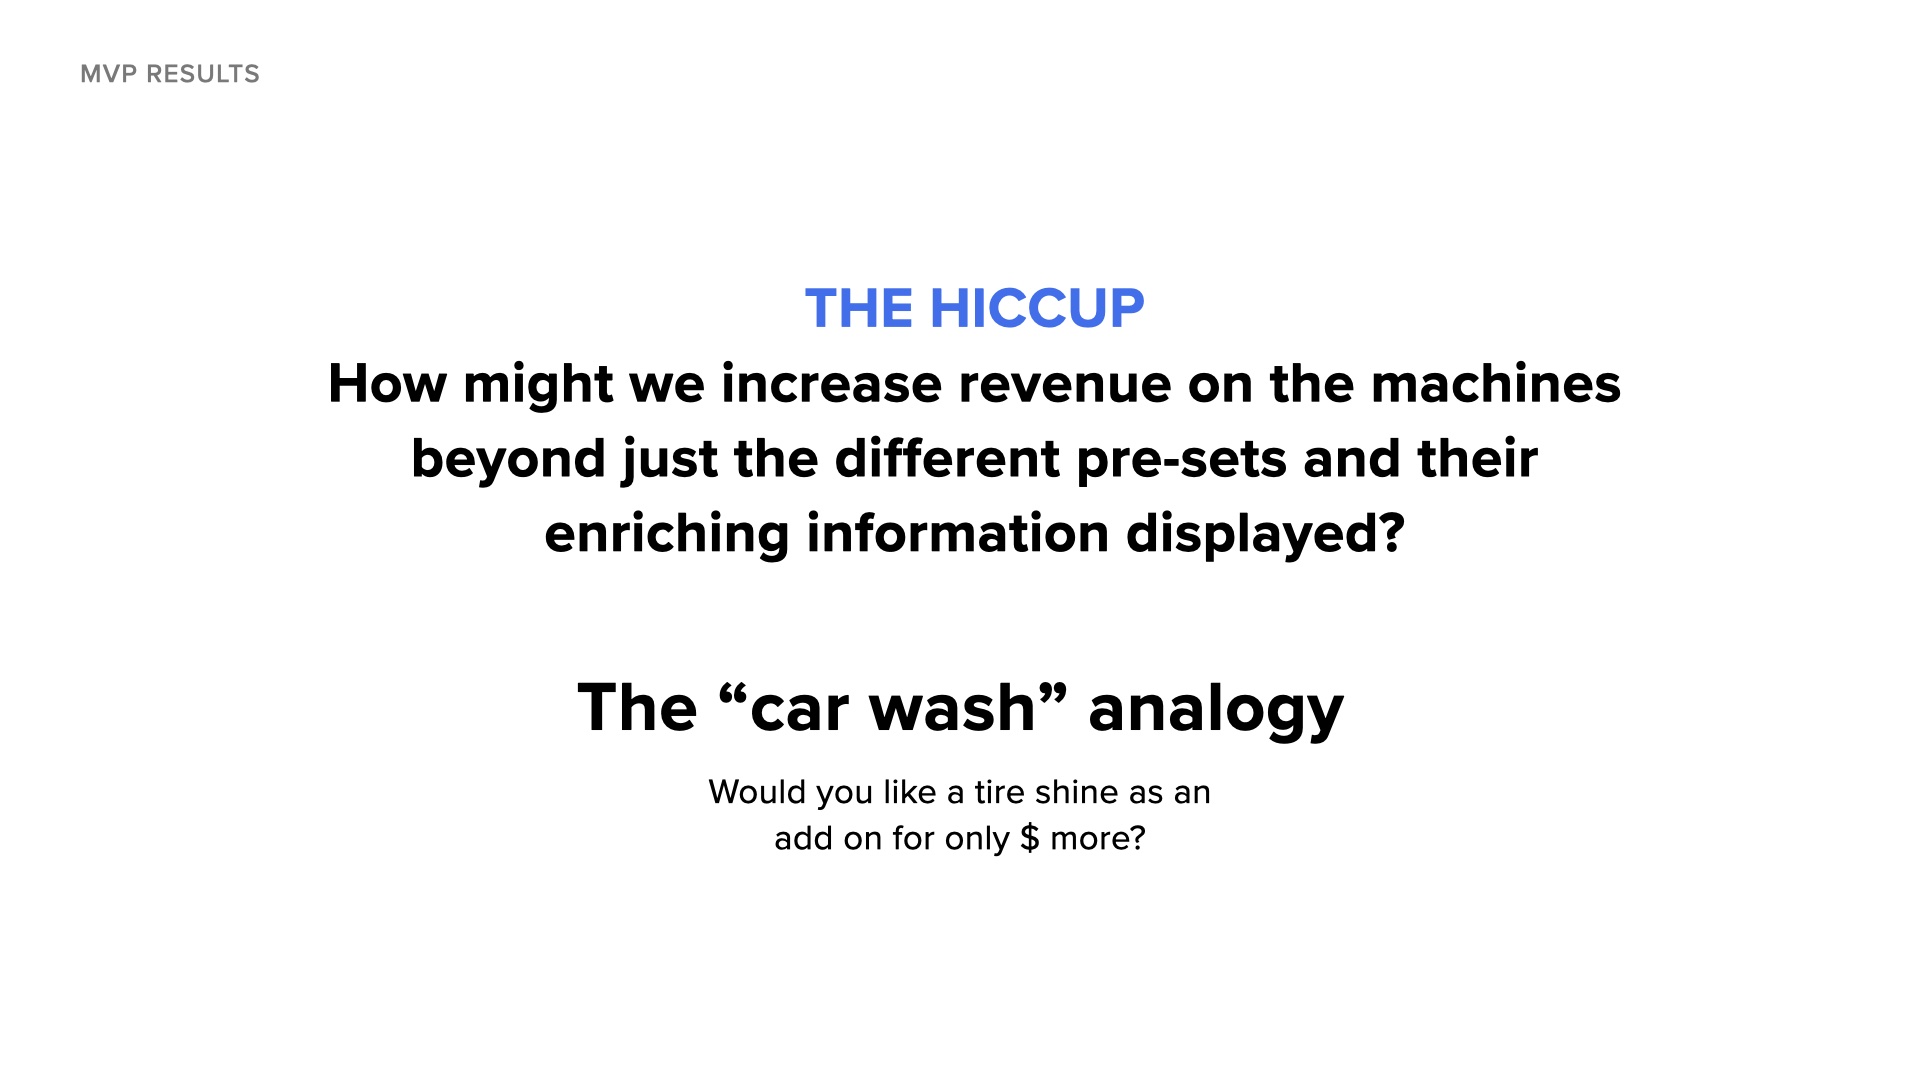 MVP RESULTS
THE HICCUP
How might we increase revenue on the machines
beyond just the different pre-sets and their
enriching information displayed?
The “car wash” analogy
Would you like a tire shine as an
add on for only $ more?